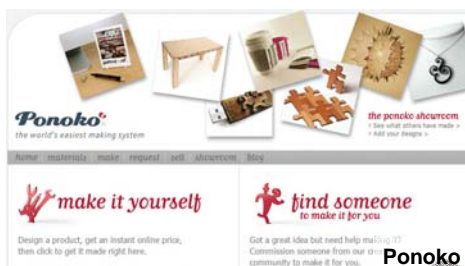 Ponoko
the world's easiest making system
the ponoko showroom
> See what others have made >
> Add your designs >
home materials make request sell showroom blog
make it yourself
Design a product, get an instant online price,
then click to get it made right here.
find someone
to make it for you
Got a great idea but need help making it?
Commission someone from our
community to make it for you.
Ponoko